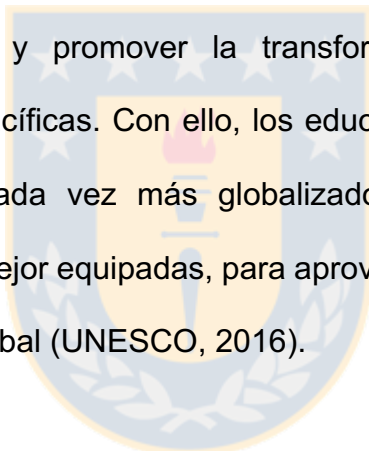 y promover la transfor
cíficas. Con ello, los educ
ada vez más globalizado
ejor equipadas, para aprov
bal (UNESCO, 2016).